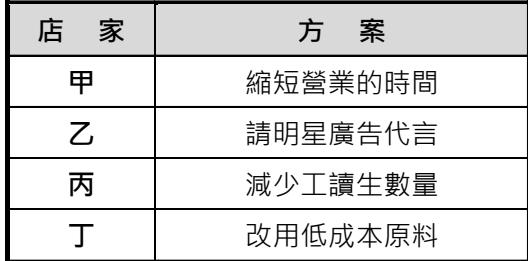 店 家 方 案
甲 縮短營業的時間
乙 請明星廣告代言
丙 減少工讀生數量
丁 改用低成本原料